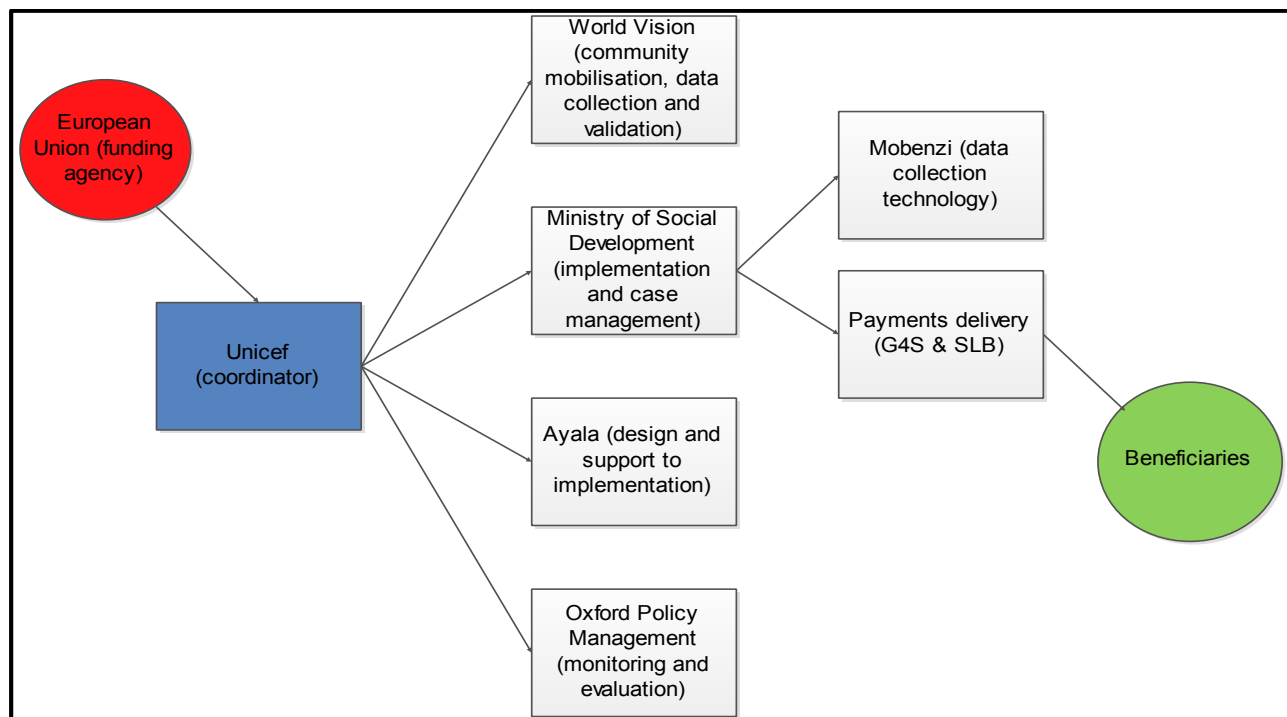 European
Union (funding
agency)
Unicef
(coordinator)
World Vision
(community
mobilisation, data
collection and
validation)
Ministry of Social
Development
(implementation
and case
management)
Ayala (design and
support to
implementation)
Oxford Policy
Management
(monitoring and
evaluation)
Mobenzi (data
collection
technology)
Payments delivery
(G4S & SLB)
Beneficiaries